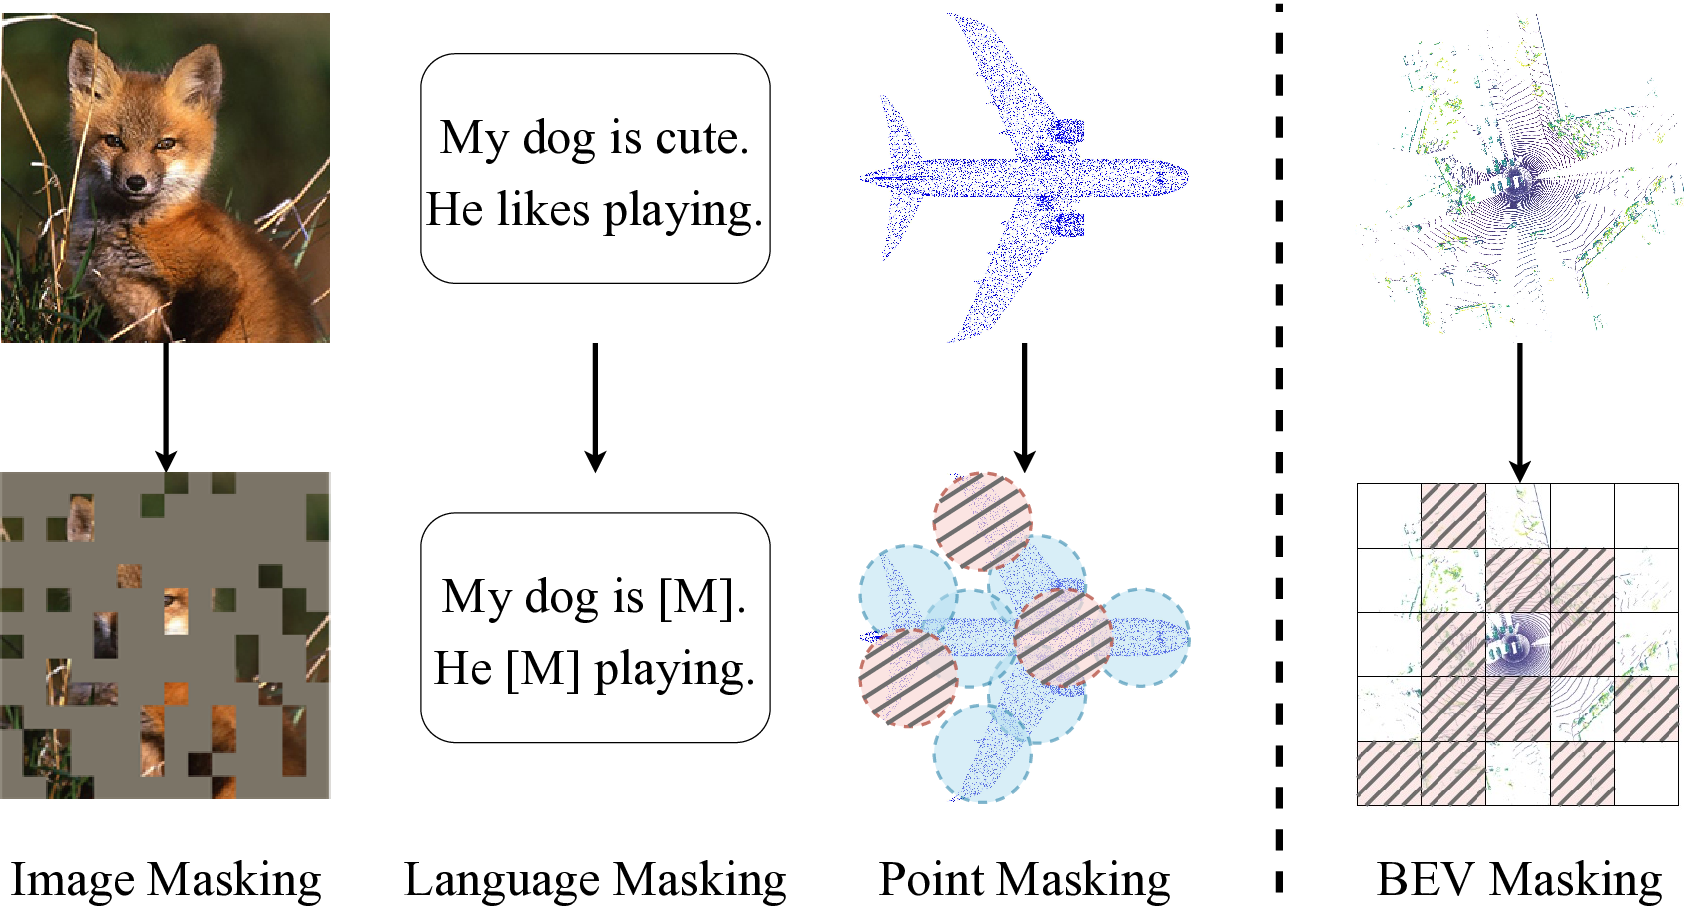 My dog is cute.
He likes playing.
My dog is [M].
He [M] playing.
Image Masking
Language Masking
Point Masking
BEV Masking